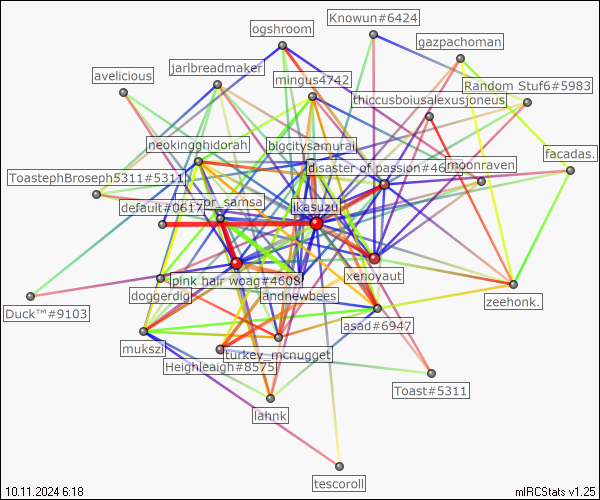 Knowun#6424
ogshroom
gazpachoman
jarlbreadmaker
avelicious
mingus4742
Random Stuf6#5983
thiccusboiusalexusjoneus
neokingghidorah
bigcitysamurai
facadas.
disaster of passion#46
moonraven
ToastephBroseph5311#5311
default#0617
or_samsa
ikasuzu
pink hair woag#4608
xenoyaut
doggerdig
andnewbees
zeehonk.
Duck™#9103
asad#6947
mukszi
turkey_mcnugget
Heighleaigh#8575
Toast#5311
lahnk
tescoroll
10.11.2024 6:18
mIRCStats v1.25